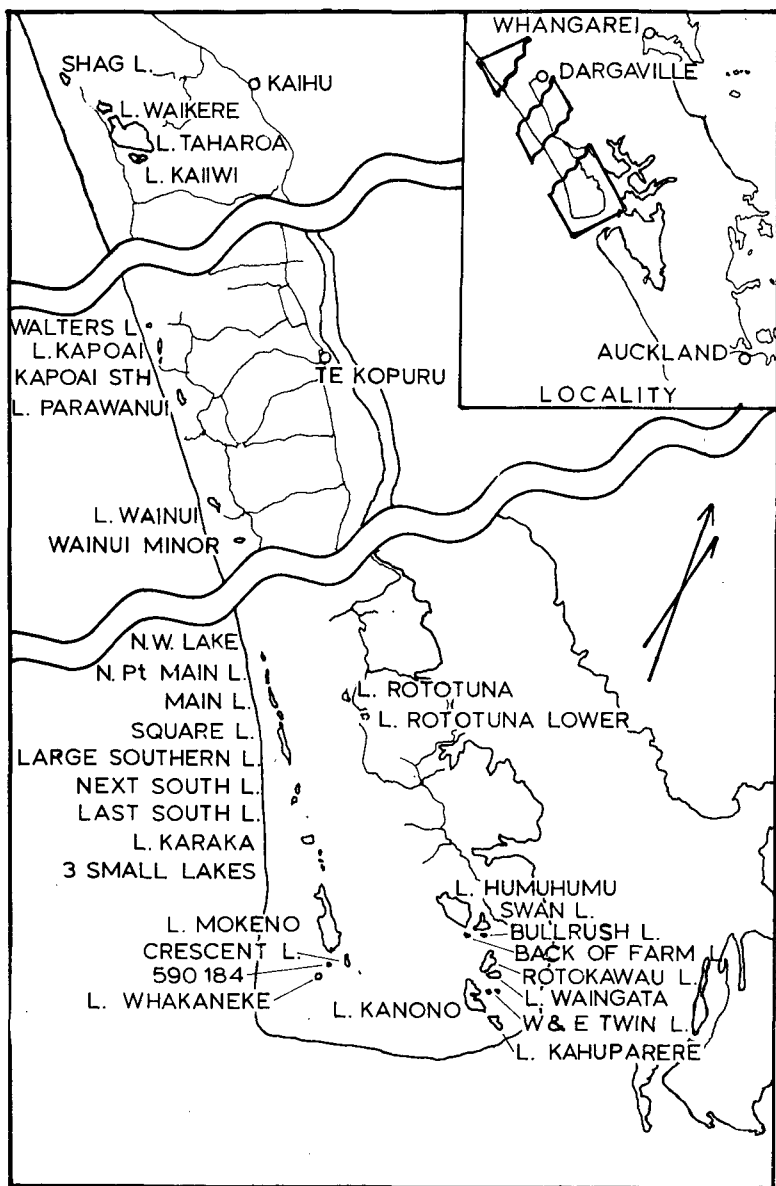 WHANGAREI
DARGAVILLE
AUCKLAND
LOCALITY
SHAG L.
KAIHU
L. WAIKERE
L. TAHAROA
L. KAIIWI
WALTERS L.
L. KAPOAI
KAPOAI STH
TE KOPURU
L. PARAWANUI
L. WAINUI
WAINUI MINOR
N.W. LAKE
N. Pt MAIN L.
MAIN L.
SQUARE L.
LARGE SOUTHERN L.
NEXT SOUTH L.
LAST SOUTH L.
L. KARAKA
3 SMALL LAKES
L. MOKENO
CRESCENT L.
590 184
L. WHAKANEKE
L. ROTOTUNA
L. ROTOTUNA LOWER
L. HUMUHUMU
SWAN L.
BULLRUSH L.
BACK OF FARM L
ROTOKAWAU L.
L. WAINGATA
L. KANONO
W & E TWIN L.
L. KAHUPARERE